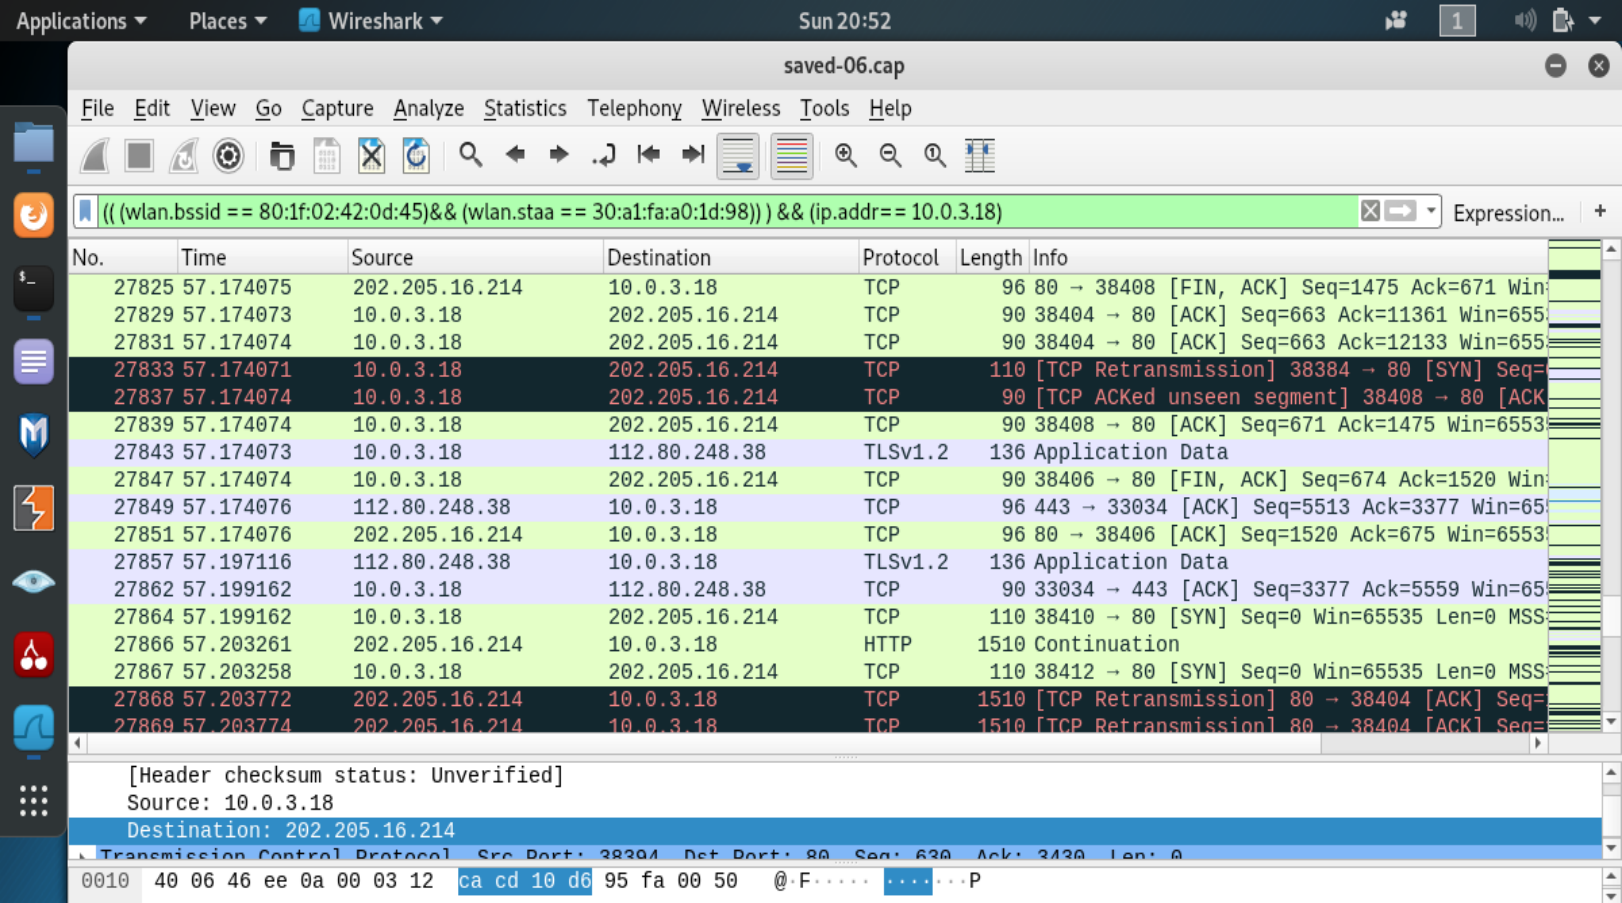 Applications Places Wireshark Sun 20:52 1
saved-06.cap
File Edit View Go Capture Analyze Statistics Telephony Wireless Tools Help
(( (wlan.bssid == 80:1f:02:42:0d:45)&& (wlan.staa == 30:a1:fa:a0:1d:98)) ) && (ip.addr== 10.0.3.18) Expression... +
No. Time Source Destination Protocol Length Info
27825 57.174075 202.205.16.214 10.0.3.18 TCP 96 80 → 38408 [FIN, ACK] Seq=1475 Ack=671 Win=
27829 57.174073 10.0.3.18 202.205.16.214 TCP 90 38404 → 80 [ACK] Seq=663 Ack=11361 Win=655
27831 57.174074 10.0.3.18 202.205.16.214 TCP 90 38404 → 80 [ACK] Seq=663 Ack=12133 Win=655
27833 57.174071 10.0.3.18 202.205.16.214 TCP 110 [TCP Retransmission] 38384 → 80 [SYN] Seq=
27837 57.174074 10.0.3.18 202.205.16.214 TCP 90 [TCP ACKed unseen segment] 38408 → 80 [ACK
27839 57.174074 10.0.3.18 202.205.16.214 TCP 90 38408 → 80 [ACK] Seq=671 Ack=1475 Win=65535
27843 57.174073 10.0.3.18 112.80.248.38 TLSv1.2 136 Application Data
27847 57.174074 10.0.3.18 202.205.16.214 TCP 90 38406 → 80 [FIN, ACK] Seq=674 Ack=1520 Win=
27849 57.174076 112.80.248.38 10.0.3.18 TCP 96 443 → 33034 [ACK] Seq=5513 Ack=3377 Win=65
27851 57.174076 202.205.16.214 10.0.3.18 TCP 96 80 → 38406 [ACK] Seq=1520 Ack=675 Win=65535
27857 57.197116 112.80.248.38 10.0.3.18 TLSv1.2 136 Application Data
27862 57.199162 10.0.3.18 112.80.248.38 TCP 90 33034 → 443 [ACK] Seq=3377 Ack=5559 Win=65
27864 57.199162 10.0.3.18 202.205.16.214 TCP 110 38410 → 80 [SYN] Seq=0 Win=65535 Len=0 MSS=
27866 57.203261 202.205.16.214 10.0.3.18 HTTP 1510 Continuation
27867 57.203258 10.0.3.18 202.205.16.214 TCP 110 38412 → 80 [SYN] Seq=0 Win=65535 Len=0 MSS=
27868 57.203772 202.205.16.214 10.0.3.18 TCP 1510 [TCP Retransmission] 80 → 38404 [ACK] Seq=
27869 57.203774 202.205.16.214 10.0.3.18 TCP 1510 [TCP Retransmission] 80 → 38404 [ACK] Seq=
[Header checksum status: Unverified]
Source: 10.0.3.18
Destination: 202.205.16.214
Transmission Control Protocol, Src Port: 38394, Dst Port: 80, Seq: 630, Ack: 3430, Len: 0
0010 40 06 46 ee 0a 00 03 12 ca cd 10 d6 95 fa 00 50 @·F····· ·······P